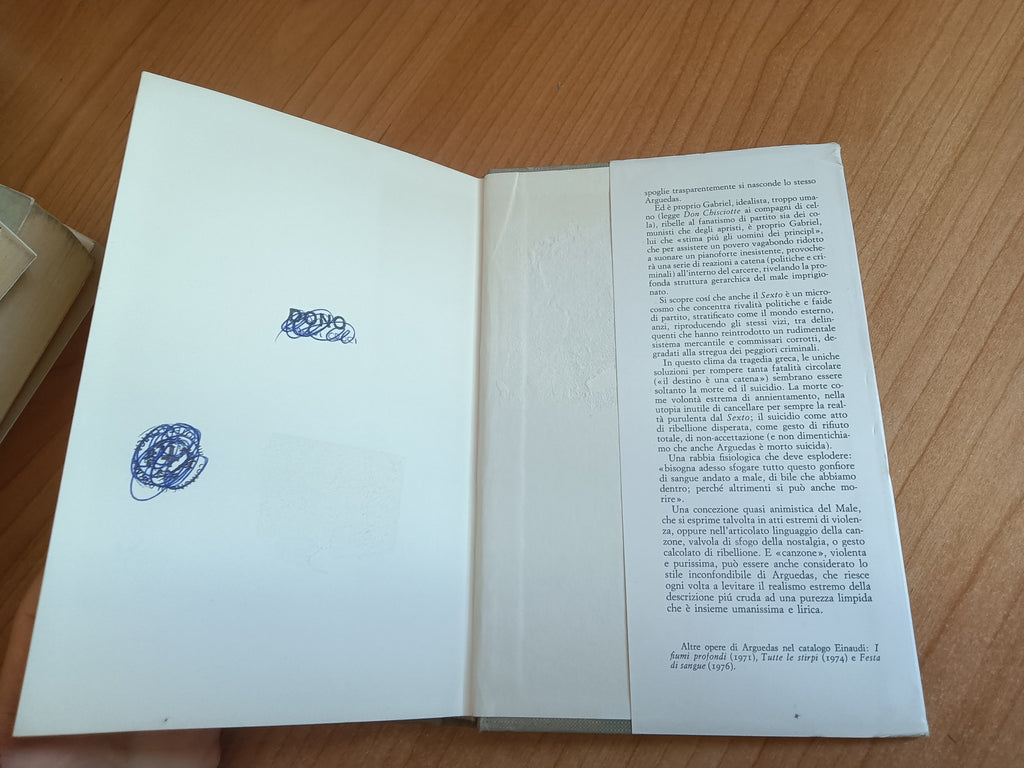 DONO
spoglie trasparentemente si nasconde lo stesso
Arguedas.
Ed è proprio Gabriel, idealista, troppo uma-
no (legge Don Chisciotte ai compagni di cel-
la), ribelle al fanatismo di partito sia dei co-
munisti che degli apristi, è proprio Gabriel,
lui che «stima piú gli uomini dei principî»,
che per assistere un povero vagabondo ridotto
a suonare un pianoforte inesistente, provoche-
rà una serie di reazioni a catena (politiche e cri-
minali) all'interno del carcere, rivelando la pro-
fonda struttura gerarchica del male imprigio-
nato.
Si scopre cosí che anche il Sexto è un micro-
cosmo che concentra rivalità politiche e faide
di partito, stratificato come il mondo esterno,
anzi, riproducendo gli stessi vizi, tra delin-
quenti che hanno reintrodotto un rudimentale
sistema mercantile e commissari corrotti, de-
gradati alla stregua dei peggiori criminali.
In questo clima da tragedia greca, le uniche
soluzioni per rompere tanta fatalità circolare
(«il destino è una catena») sembrano essere
soltanto la morte ed il suicidio. La morte co-
me volontà estrema di annientamento, nella
utopia inutile di cancellare per sempre la real-
tà purulenta dal Sexto; il suicidio come atto
di ribellione disperata, come gesto di rifiuto
totale, di non-accettazione (e non dimentichia-
mo che anche Arguedas è morto suicida).
Una rabbia fisiologica che deve esplodere:
«bisogna adesso sfogare tutto questo gonfiore
di sangue andato a male, di bile che abbiamo
dentro; perché altrimenti si può anche mo-
rire».
Una concezione quasi animistica del Male,
che si esprime talvolta in atti estremi di violen-
za, oppure nell'articolato linguaggio della can-
zone, valvola di sfogo della nostalgia, o gesto
calcolato di ribellione. E «canzone», violenta
e purissima, può essere anche considerato lo
stile inconfondibile di Arguedas, che riesce
ogni volta a levitare il realismo estremo della
descrizione piú cruda ad una purezza limpida
che è insieme umanissima e lirica.
Altre opere di Arguedas nel catalogo Einaudi: I
fiumi profondi (1971), Tutte le stirpi (1974) e Festa
di sangue (1976).